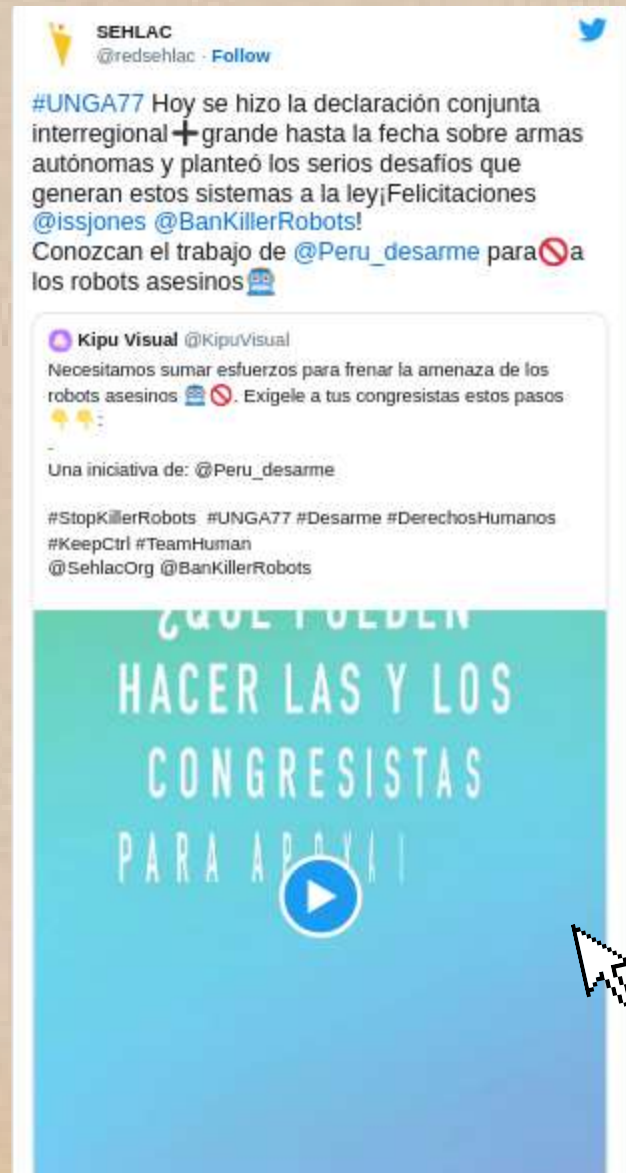 SEHLAC
@redsehlac · Follow
#UNGA77 Hoy se hizo la declaración conjunta
interregional➕grande hasta la fecha sobre armas
autónomas y planteó los serios desafíos que
generan estos sistemas a la ley¡Felicitaciones
@issjones @BanKillerRobots!
Conozcan el trabajo de @Peru_desarme para🚫a
los robots asesinos🤖
Kipu Visual @KipuVisual
Necesitamos sumar esfuerzos para frenar la amenaza de los
robots asesinos 🤖🚫. Exígele a tus congresistas estos pasos
👇👇:
-
Una iniciativa de: @Peru_desarme
#StopKillerRobots #UNGA77 #Desarme #DerechosHumanos
#KeepCtrl #TeamHuman
@SehlacOrg @BanKillerRobots
¿QUÉ PUEDEN
HACER LAS Y LOS
CONGRESISTAS
PARA